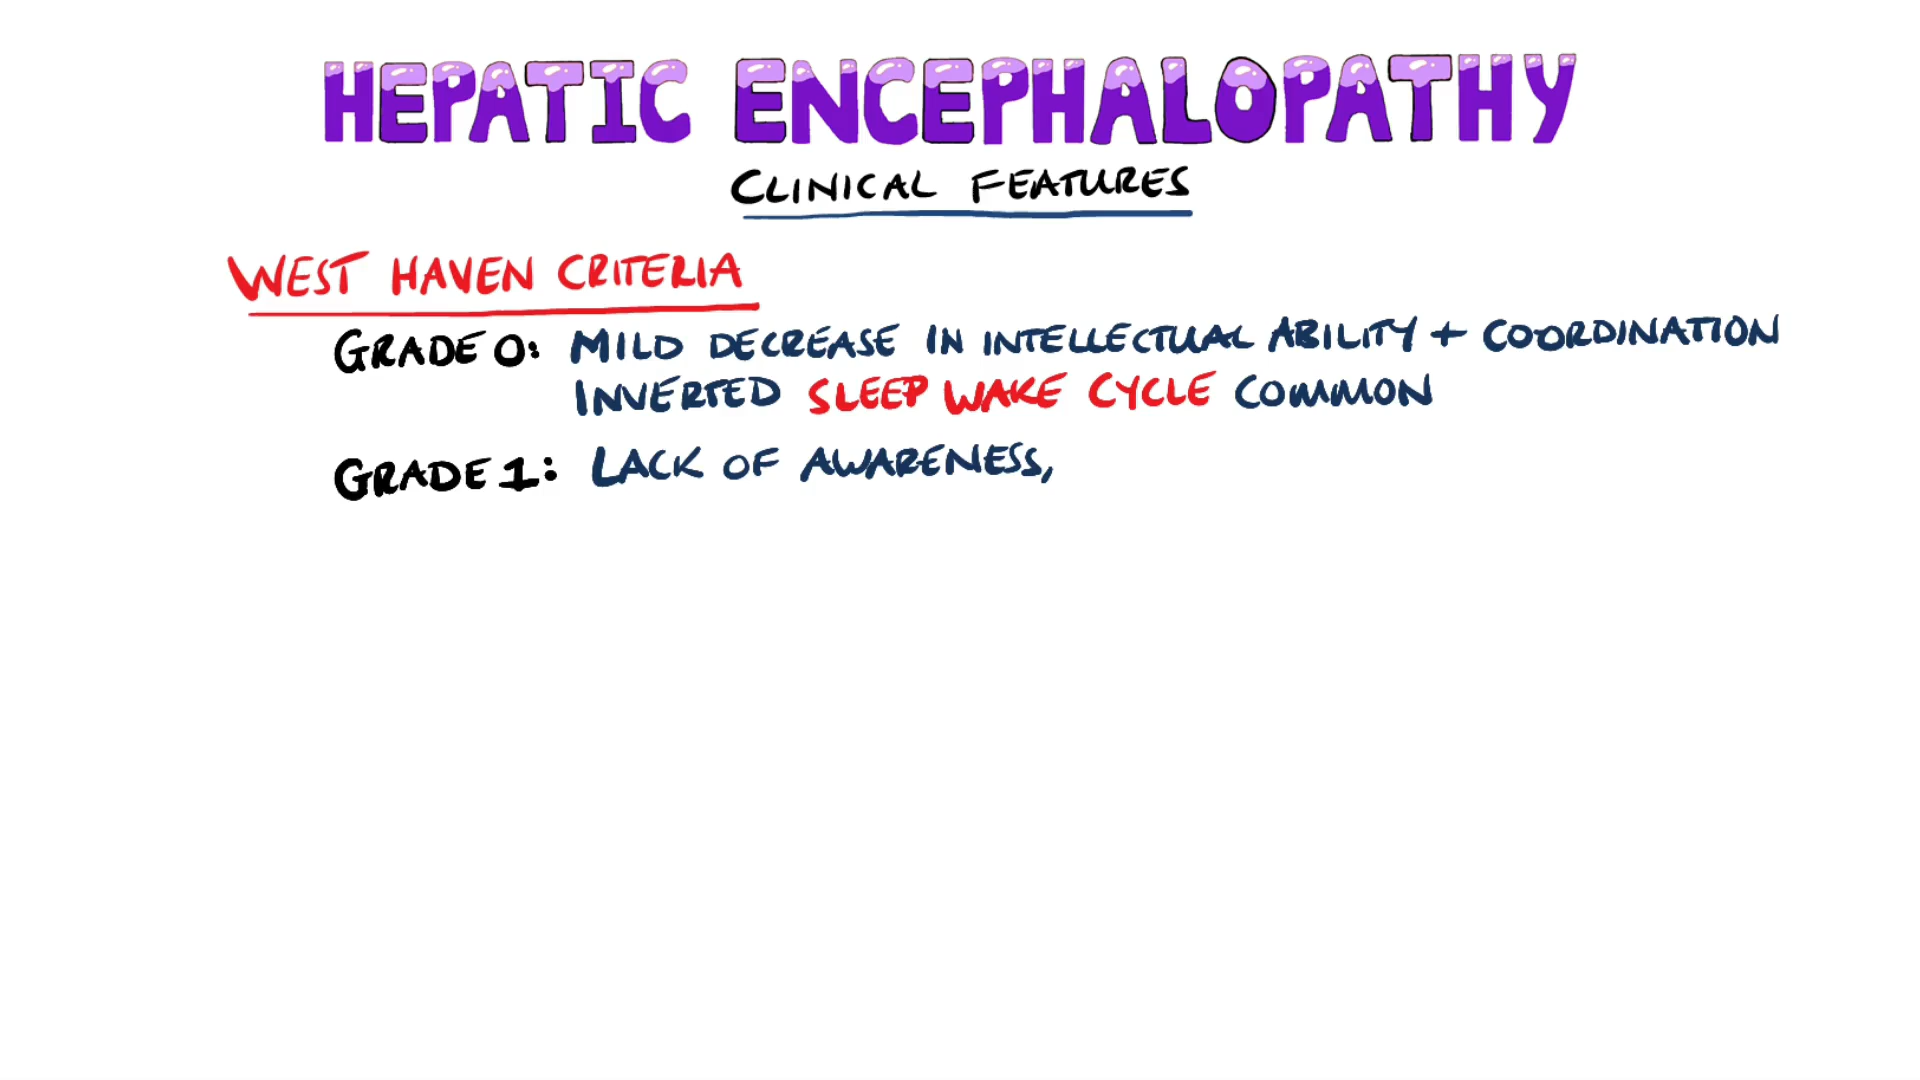 HEPATIC ENCEPHALOPATHY
CLINICAL FEATURES
WEST HAVEN CRITERIA
GRADE 0: MILD DECREASE IN INTELLECTUAL ABILITY + COORDINATION
INVERTED SLEEP WAKE CYCLE COMMON
GRADE 1: LACK OF AWARENESS,